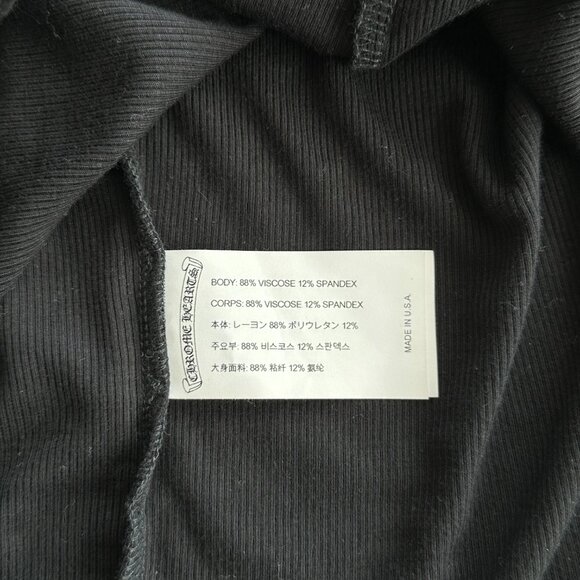 CHROME HEARTS
BODY: 88% VISCOSE 12% SPANDEX
CORPS: 88% VISCOSE 12% SPANDEX
本体: レーヨン 88% ポリウレタン 12%
주요부: 88% 비스코스 12% 스판덱스
大身面料: 88% 粘纤 12% 氨纶
MADE IN U.S.A.